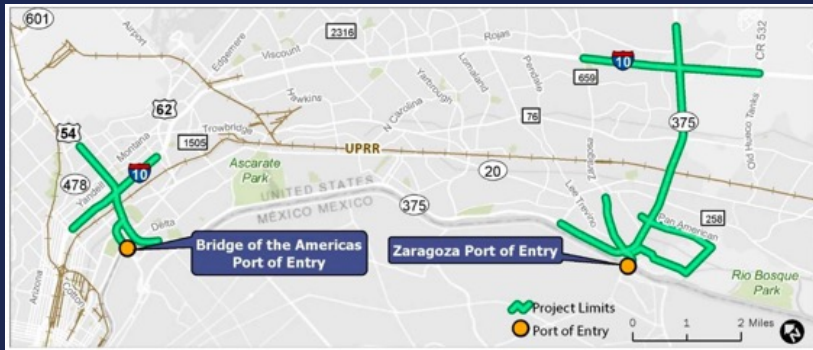 601
Airport
Edgemere
Viscount
2316
Rojas
10
CR 532
659
54
62
Montana
1505
Trowbridge
Hawkins
N Carolina
Yarbrough
Lomaland
Pendale
76
375
Old Hueco Tanks
UPRR
10
478
Yandell
Ascarate
Park
UNITED STATES
MÉXICO MEXICO
20
375
Zaragosa
Lee Trevino
Pan American
258
Delta
Bridge of the Americas
Port of Entry
Zaragoza Port of Entry
Rio Bosque
Park
Arizona
Cotton
Project Limits
Port of Entry
0 1 2 Miles